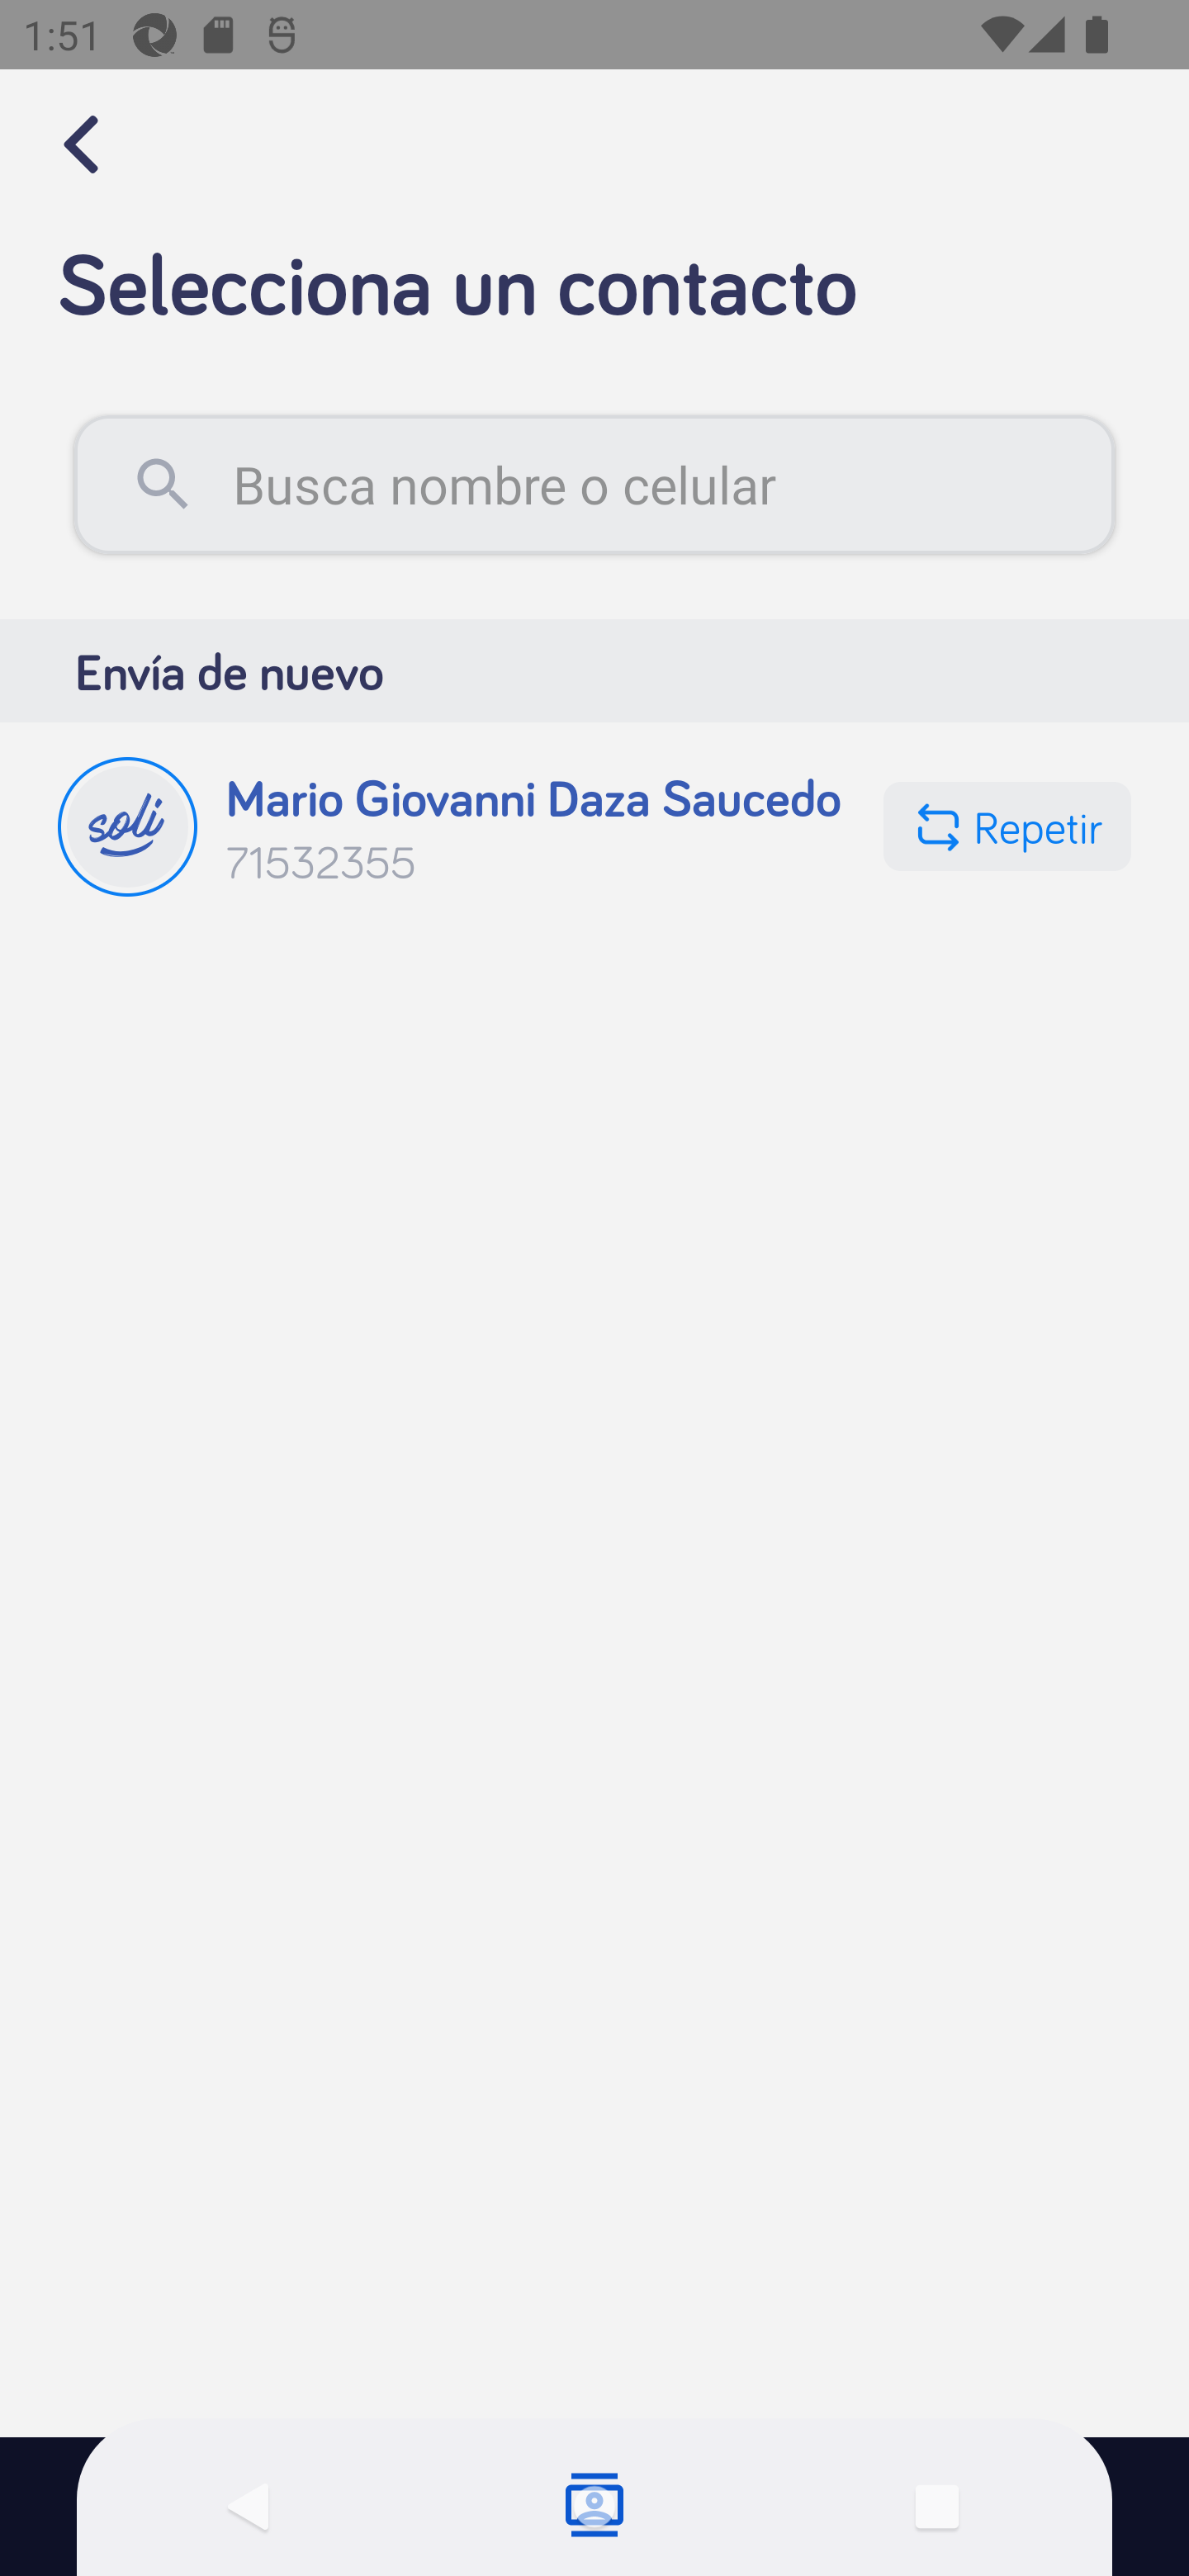 1:51
Selecciona un contacto
Busca nombre o celular
Envía de nuevo
soli
Mario Giovanni Daza Saucedo
71532355
Repetir